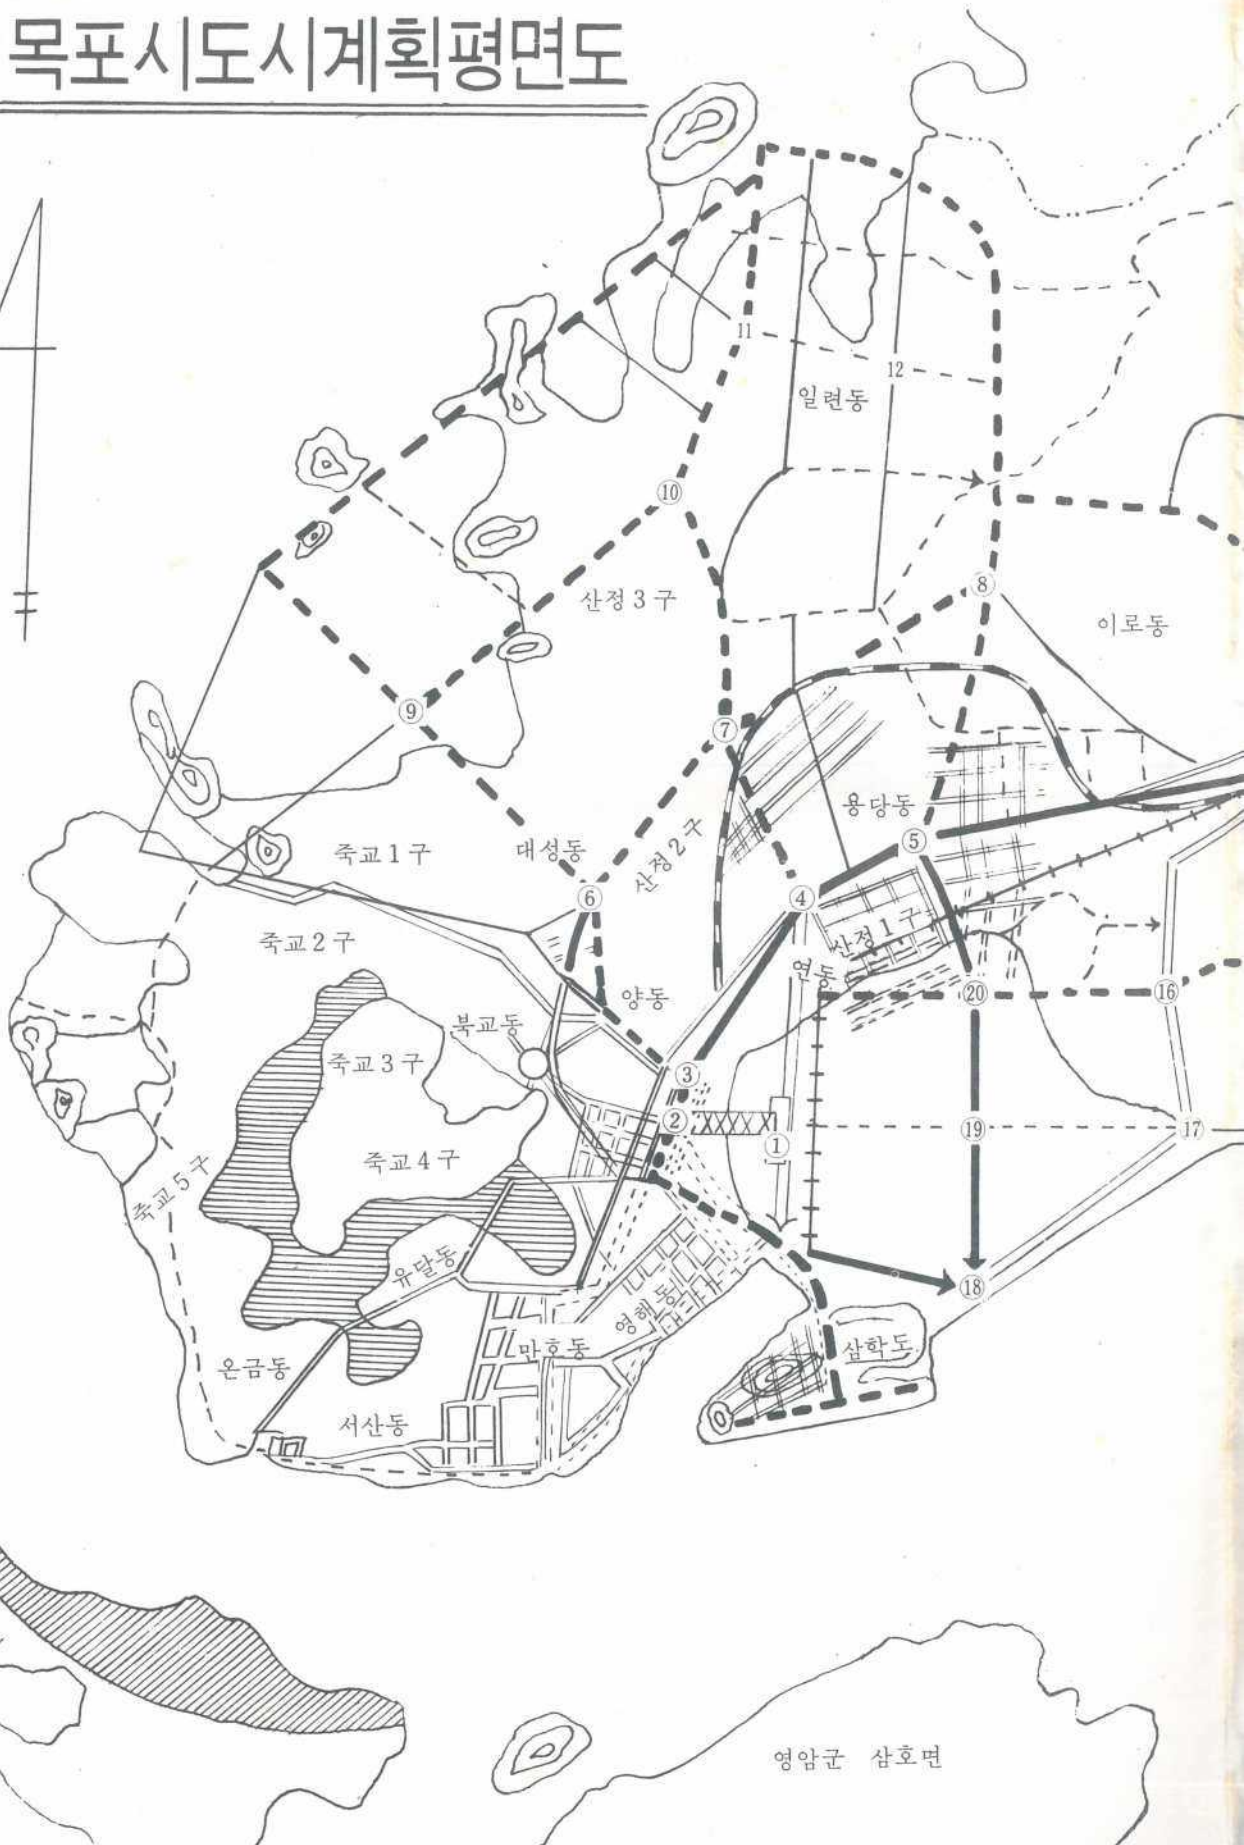 목포시도시계획평면도
11
12
일련동
⑩
산정3구
⑧
이로동
⑨
⑦
용당동
⑤
죽교1구
대성동
산정2구
⑥
④
죽교2구
산정1구
연동
양동
⑳
⑯
북교동
죽교3구
③
②
①
⑲
17
죽교4구
죽교5구
유달동
⑱
영해동
만호동
삼학도
온금동
서산동
영암군 삼호면